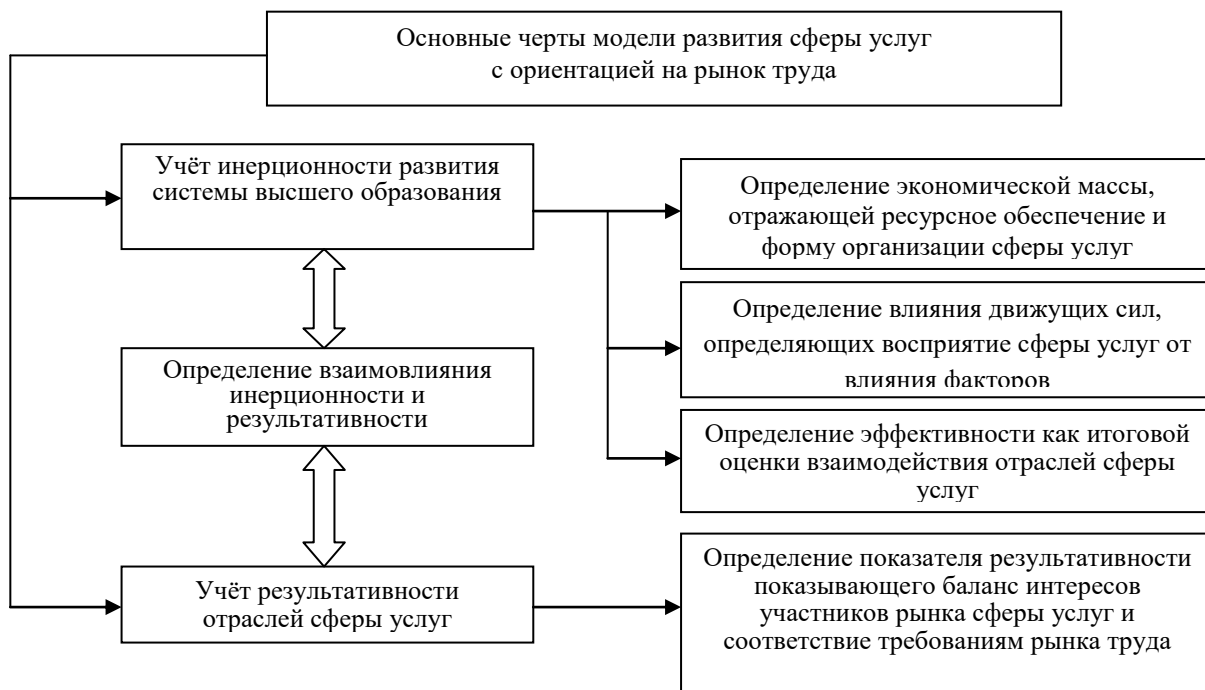 Основные черты модели развития сферы услуг
с ориентацией на рынок труда
Учёт инерционности развития
системы высшего образования
Определение экономической массы,
отражающей ресурсное обеспечение и
форму организации сферы услуг
Определение влияния движущих сил,
определяющих восприятие сферы услуг от
влияния факторов
Определение взаимовлияния
инерционности и
результативности
Определение эффективности как итоговой
оценки взаимодействия отраслей сферы
услуг
Учёт результативности
отраслей сферы услуг
Определение показателя результативности
показывающего баланс интересов
участников рынка сферы услуг и
соответствие требованиям рынка труда